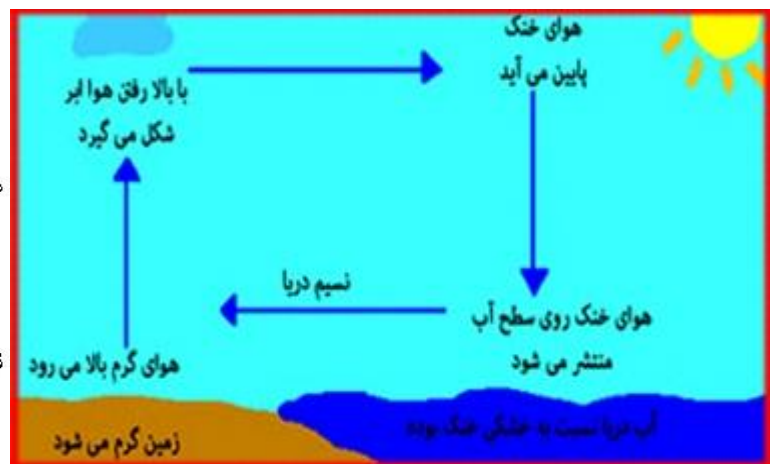 هوای خنک
پایین می آید
با بالا رفتن هوا ابر
شکل می گیرد
نسیم دریا
هوای خنک روی سطح آب
منتشر می شود
هوای گرم بالا می رود
آب دریا نسبت به خشکی خنک بوده
زمین گرم می شود